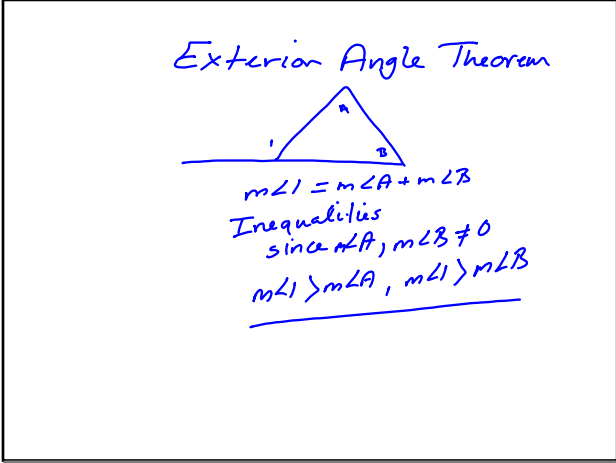 Exterior Angle Theorem
A
1
B
m∠1 = m∠A + m∠B
Inequalities
since m∠A, m∠B ≠ 0
m∠1 > m∠A, m∠1 > m∠B